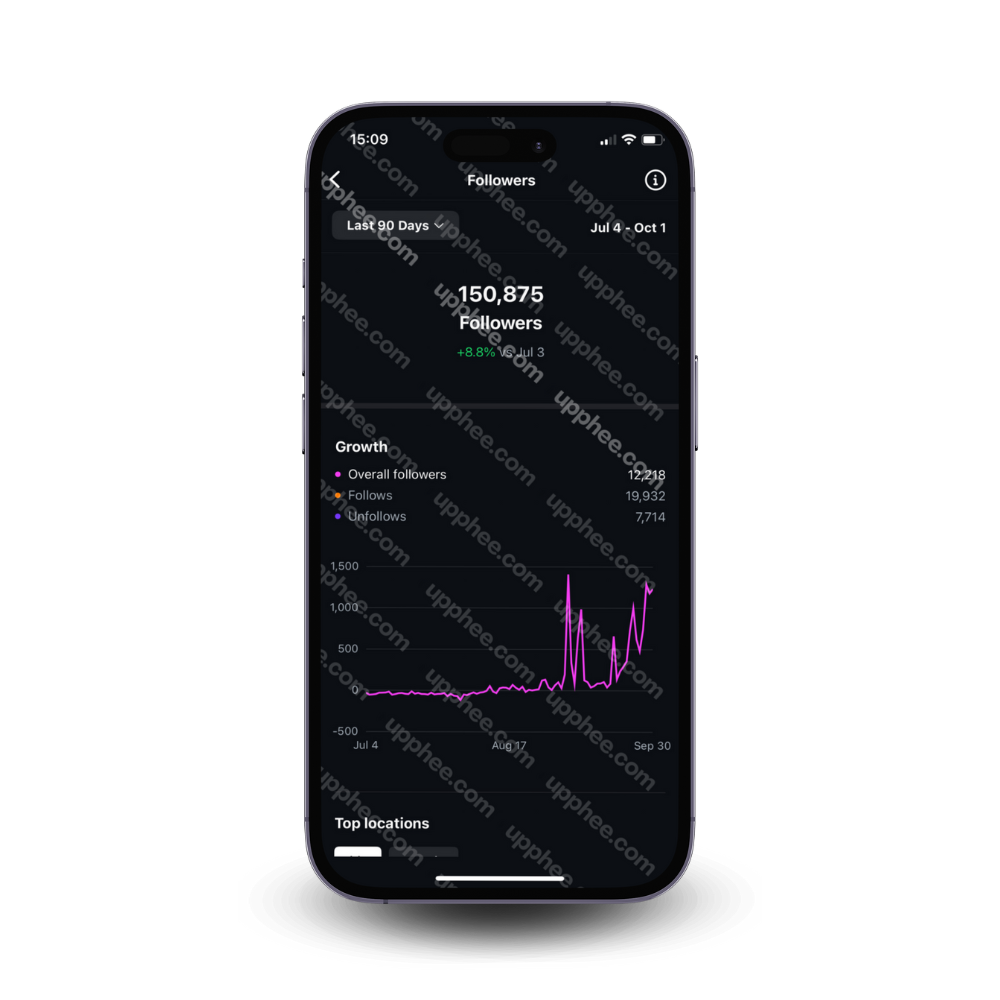 15:09
Followers
Last 90 Days
Jul 4 - Oct 1
150,875
Followers
+8.8% vs Jul 3
Growth
Overall followers 12,218
Follows 19,932
Unfollows 7,714
1,500
1,000
500
0
-500
Jul 4 Aug 17 Sep 30
Top locations
upphee.com